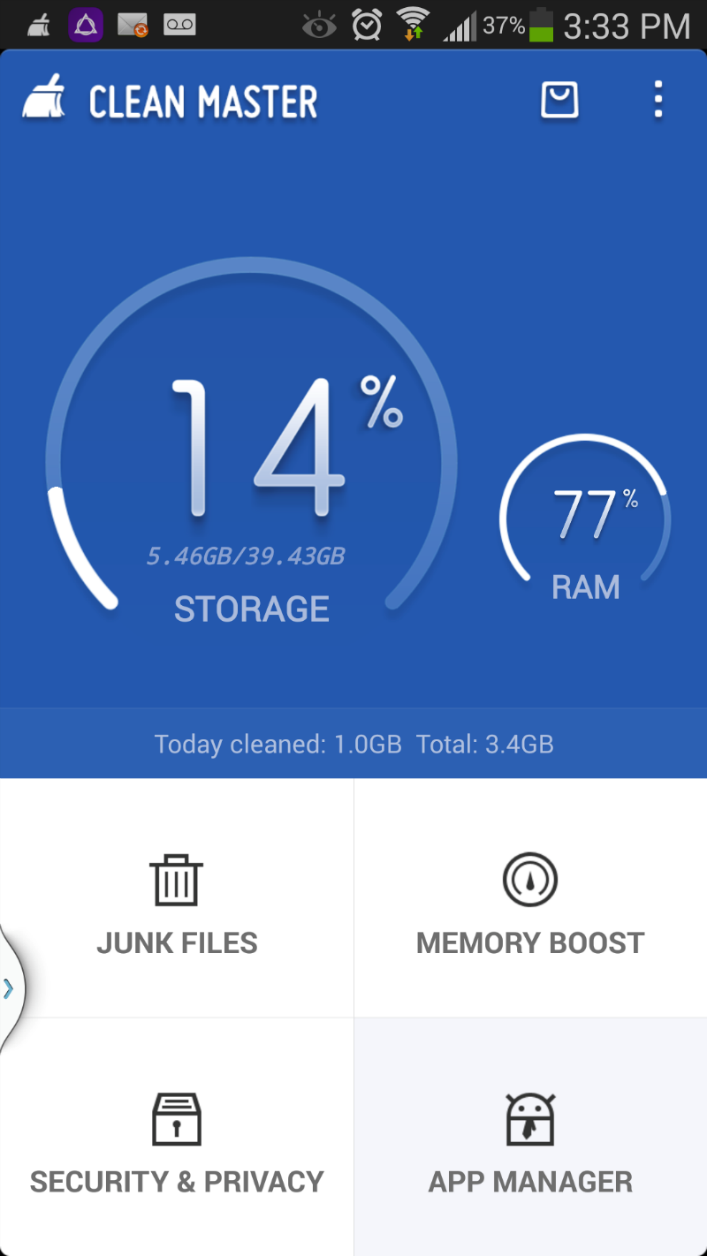 37% 3:33 PM
CLEAN MASTER
14%
5.46GB/39.43GB
STORAGE
77%
RAM
Today cleaned: 1.0GB Total: 3.4GB
JUNK FILES
MEMORY BOOST
SECURITY & PRIVACY
APP MANAGER